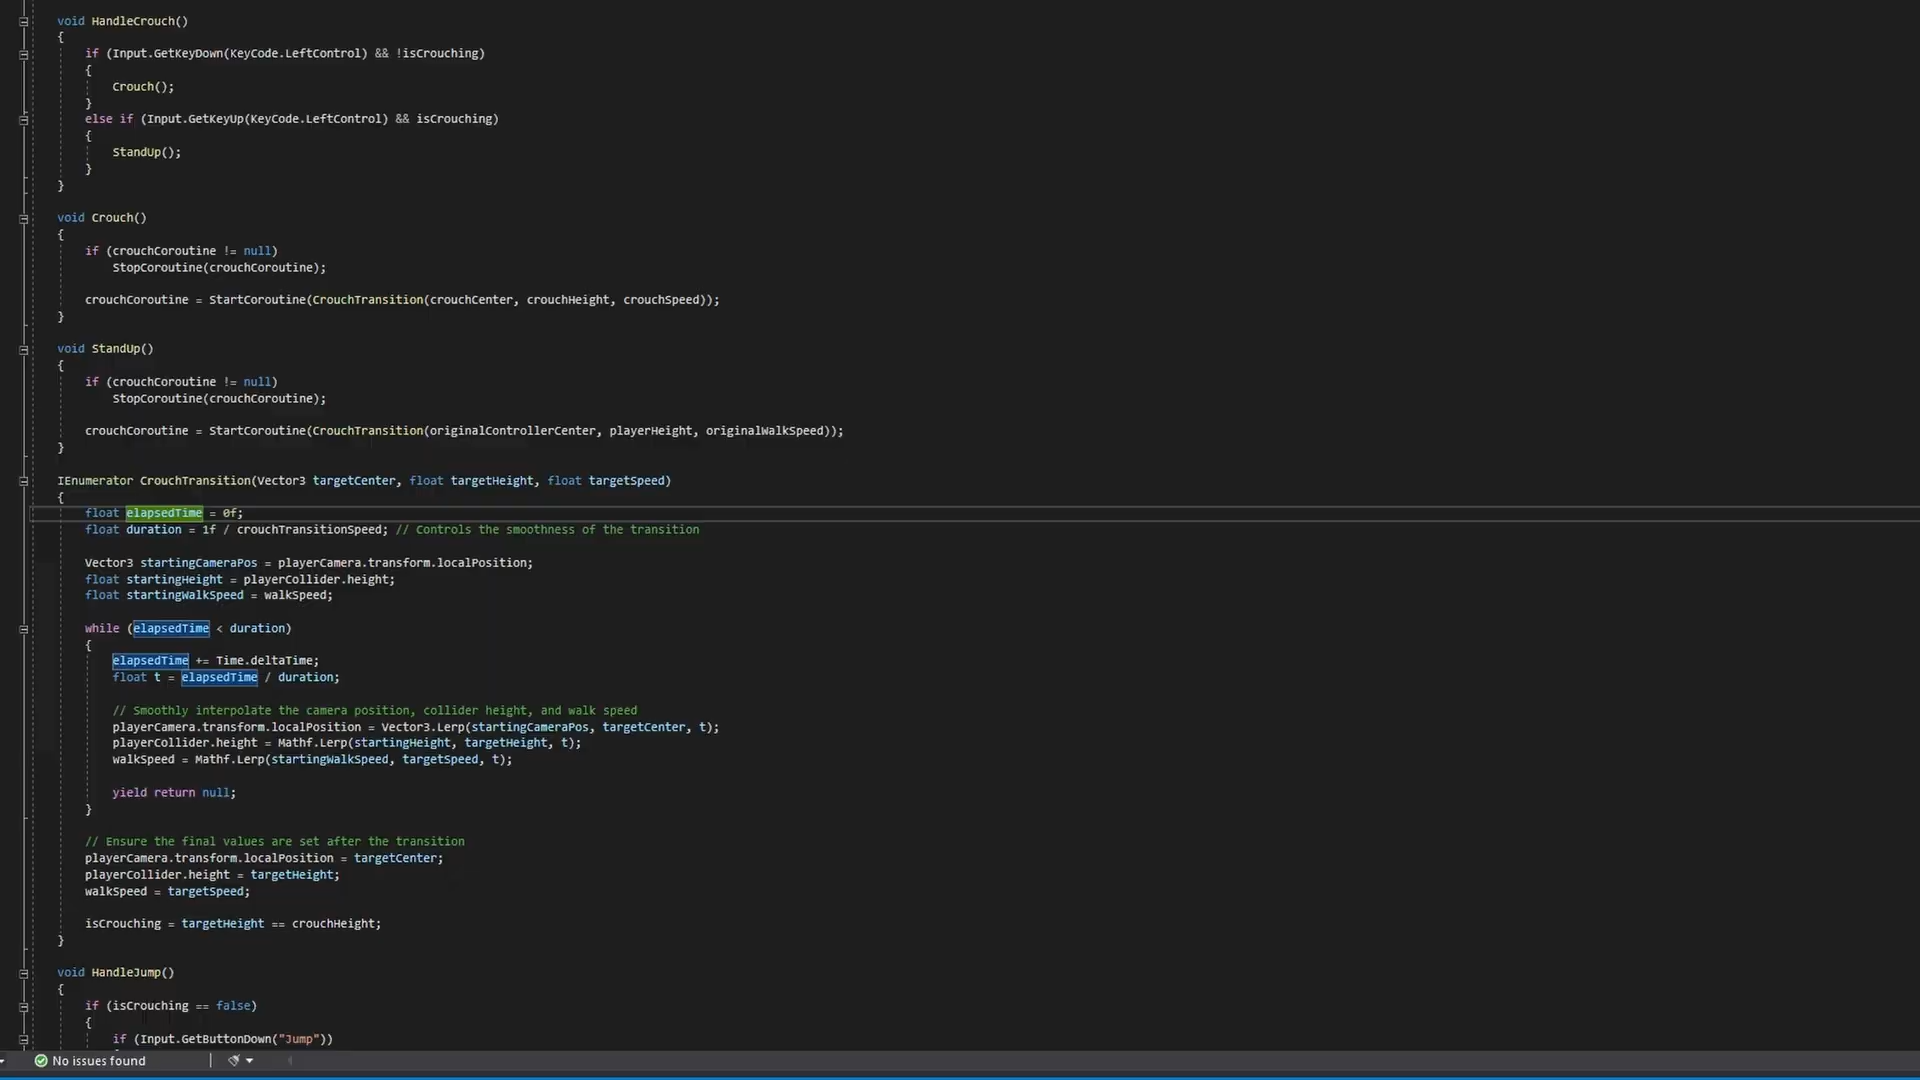 void HandleCrouch()
{
if (Input.GetKeyDown(KeyCode.LeftControl) && !isCrouching)
{
Crouch();
}
else if (Input.GetKeyUp(KeyCode.LeftControl) && isCrouching)
{
StandUp();
}
}
void Crouch()
{
if (crouchCoroutine != null)
StopCoroutine(crouchCoroutine);
crouchCoroutine = StartCoroutine(CrouchTransition(crouchCenter, crouchHeight, crouchSpeed));
}
void StandUp()
{
if (crouchCoroutine != null)
StopCoroutine(crouchCoroutine);
crouchCoroutine = StartCoroutine(CrouchTransition(originalControllerCenter, playerHeight, originalWalkSpeed));
}
IEnumerator CrouchTransition(Vector3 targetCenter, float targetHeight, float targetSpeed)
{
float elapsedTime = 0f;
float duration = 1f / crouchTransitionSpeed; // Controls the smoothness of the transition
Vector3 startingCameraPos = playerCamera.transform.localPosition;
float startingHeight = playerCollider.height;
float startingWalkSpeed = walkSpeed;
while (elapsedTime < duration)
{
elapsedTime += Time.deltaTime;
float t = elapsedTime / duration;
// Smoothly interpolate the camera position, collider height, and walk speed
playerCamera.transform.localPosition = Vector3.Lerp(startingCameraPos, targetCenter, t);
playerCollider.height = Mathf.Lerp(startingHeight, targetHeight, t);
walkSpeed = Mathf.Lerp(startingWalkSpeed, targetSpeed, t);
yield return null;
}
// Ensure the final values are set after the transition
playerCamera.transform.localPosition = targetCenter;
playerCollider.height = targetHeight;
walkSpeed = targetSpeed;
isCrouching = targetHeight == crouchHeight;
}
void HandleJump()
{
if (isCrouching == false)
{
if (Input.GetButtonDown("Jump"))
No issues found